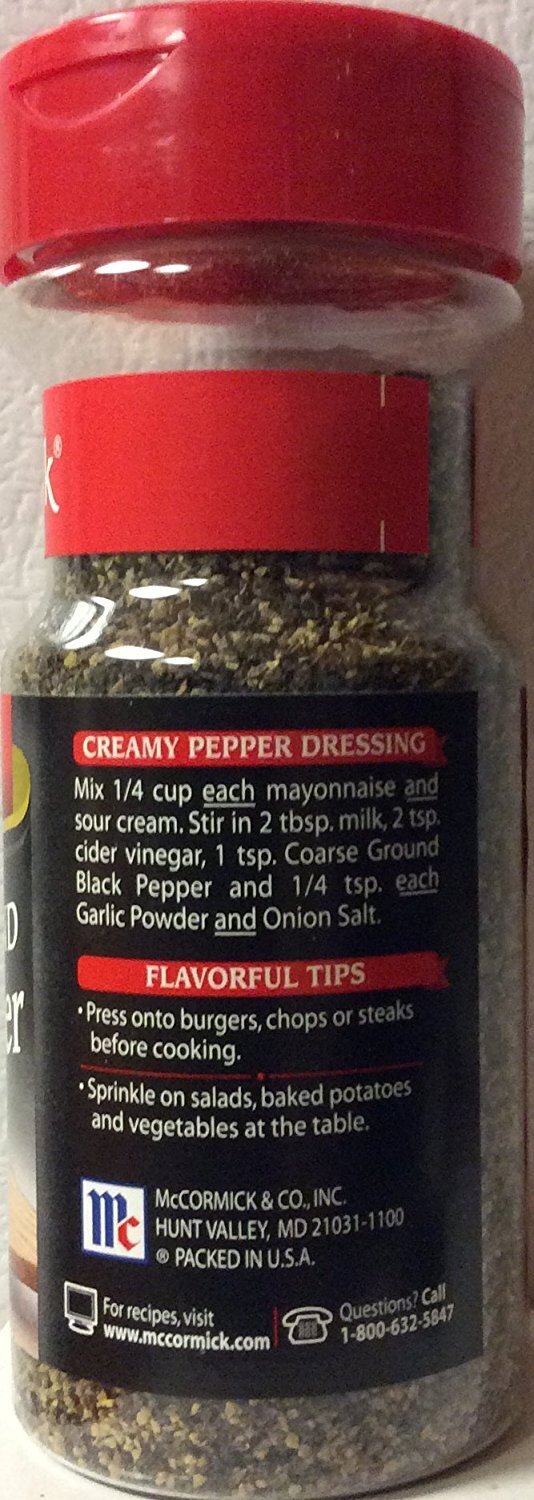 k®
D
er
CREAMY PEPPER DRESSING
Mix 1/4 cup each mayonnaise and
sour cream. Stir in 2 tbsp. milk, 2 tsp.
cider vinegar, 1 tsp. Coarse Ground
Black Pepper and 1/4 tsp. each
Garlic Powder and Onion Salt.
FLAVORFUL TIPS
• Press onto burgers, chops or steaks
before cooking.
• Sprinkle on salads, baked potatoes
and vegetables at the table.
Mc
McCORMICK & CO., INC.
HUNT VALLEY, MD 21031-1100
® PACKED IN U.S.A.
For recipes, visit
www.mccormick.com
Questions? Call
1-800-632-5847